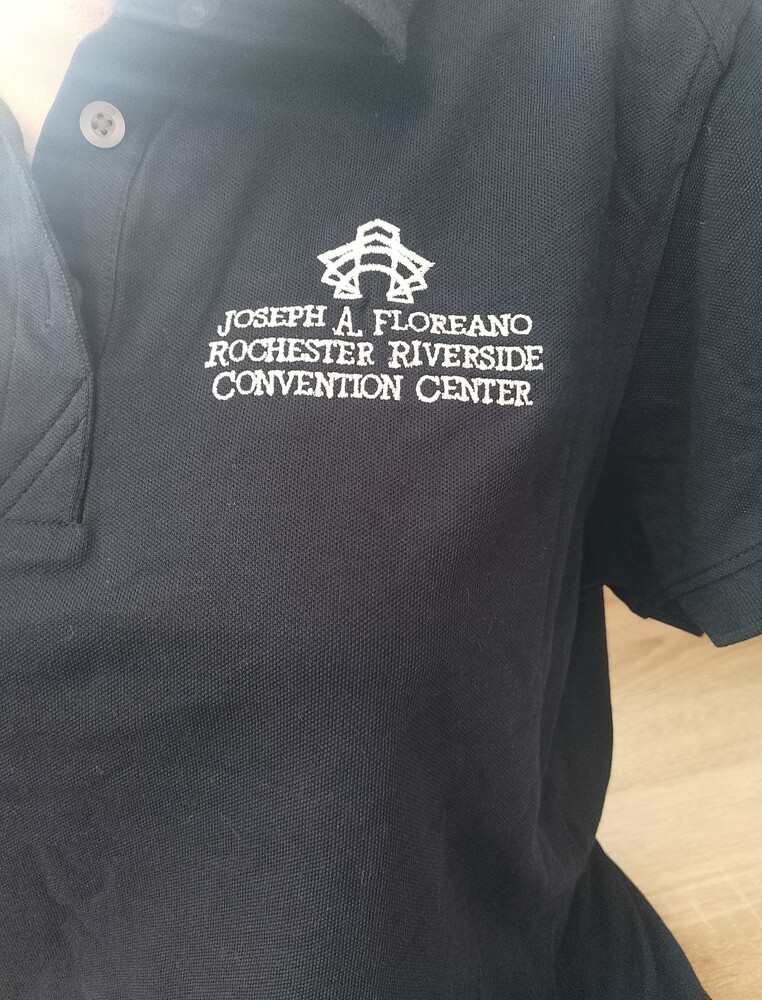 JOSEPH A. FLOREANO
ROCHESTER RIVERSIDE
CONVENTION CENTER